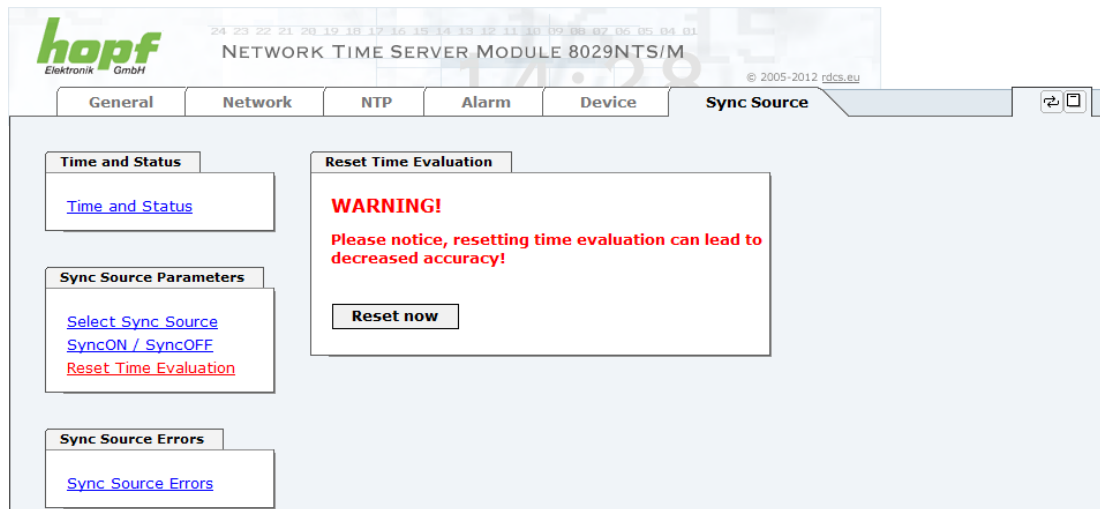 hopf
Elektronik GmbH
24 23 22 21 20 19 18 17 16 15 14 13 12 11 10 09 08 07 06 05 04 01
NETWORK TIME SERVER MODULE 8029NTS/M
14:28
© 2005-2012 rdcs.eu
General Network NTP Alarm Device Sync Source
Time and Status
Time and Status
Sync Source Parameters
Select Sync Source
SyncON / SyncOFF
Reset Time Evaluation
Sync Source Errors
Sync Source Errors
Reset Time Evaluation
WARNING!
Please notice, resetting time evaluation can lead to
decreased accuracy!
Reset now